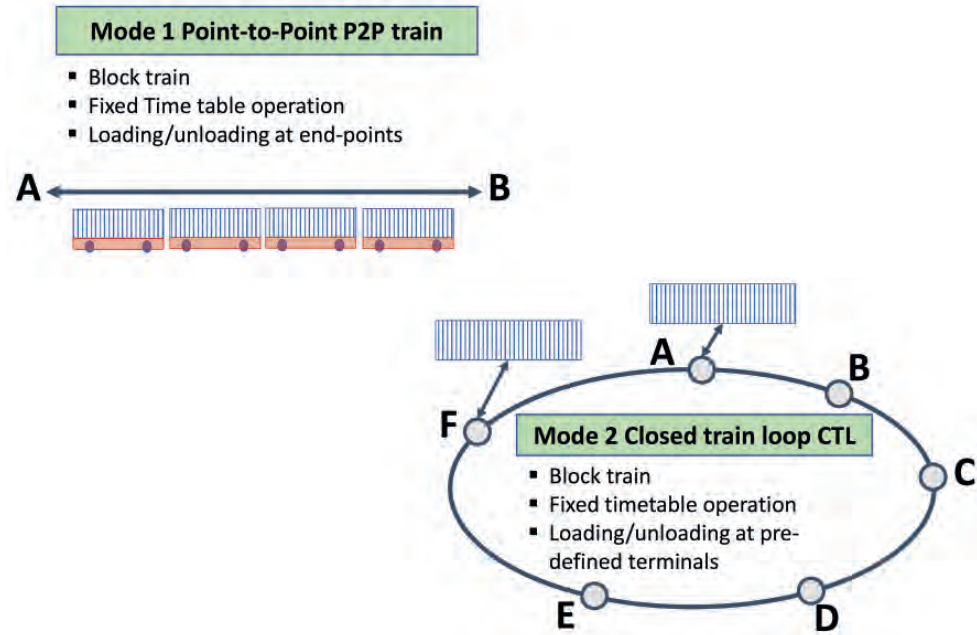 Mode 1 Point-to-Point P2P train
▪ Block train
▪ Fixed Time table operation
▪ Loading/unloading at end-points
A
B
A
B
F
Mode 2 Closed train loop CTL
▪ Block train
▪ Fixed timetable operation
▪ Loading/unloading at pre-
defined terminals
C
E
D